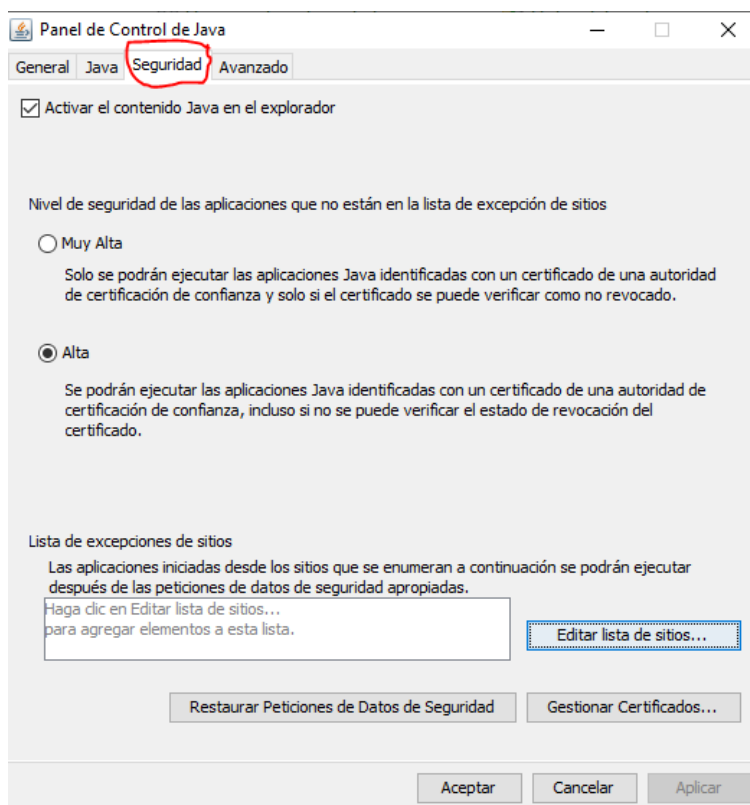 Panel de Control de Java
General Java Seguridad Avanzado
Activar el contenido Java en el explorador
Nivel de seguridad de las aplicaciones que no están en la lista de excepción de sitios
Muy Alta
Solo se podrán ejecutar las aplicaciones Java identificadas con un certificado de una autoridad
de certificación de confianza y solo si el certificado se puede verificar como no revocado.
Alta
Se podrán ejecutar las aplicaciones Java identificadas con un certificado de una autoridad de
certificación de confianza, incluso si no se puede verificar el estado de revocación del
certificado.
Lista de excepciones de sitios
Las aplicaciones iniciadas desde los sitios que se enumeran a continuación se podrán ejecutar
después de las peticiones de datos de seguridad apropiadas.
Haga clic en Editar lista de sitios...
para agregar elementos a esta lista.
Editar lista de sitios...
Restaurar Peticiones de Datos de Seguridad Gestionar Certificados...
Aceptar Cancelar Aplicar